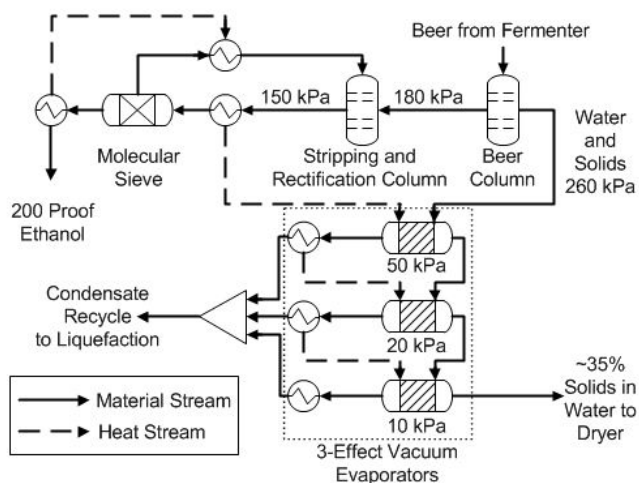 Beer from Fermenter
150 kPa
180 kPa
Water
and
Solids
260 kPa
Molecular
Sieve
Stripping and
Rectification Column
Beer
Column
200 Proof
Ethanol
50 kPa
Condensate
Recycle
to Liquefaction
20 kPa
~35%
Solids in
Water to
Dryer
10 kPa
Material Stream
Heat Stream
3-Effect Vacuum
Evaporators